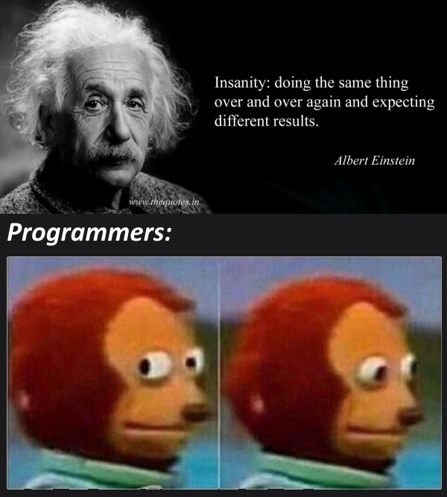 Insanity: doing the same thing
over and over again and expecting
different results.
Albert Einstein
www.thequotes.in
Programmers: